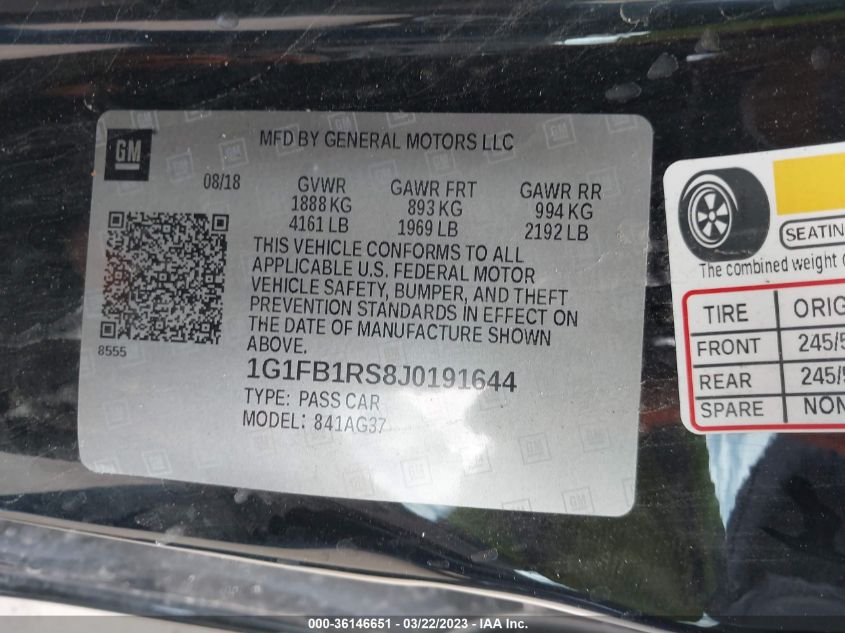 MFD BY GENERAL MOTORS LLC
GM
08/18
GVWR GAWR FRT GAWR RR
1888 KG 893 KG 994 KG
4161 LB 1969 LB 2192 LB
THIS VEHICLE CONFORMS TO ALL
APPLICABLE U.S. FEDERAL MOTOR
VEHICLE SAFETY, BUMPER, AND THEFT
PREVENTION STANDARDS IN EFFECT ON
THE DATE OF MANUFACTURE SHOWN
ABOVE.
8555
1G1FB1RS8J0191644
TYPE: PASS CAR
MODEL: 841AG37
SEATIN
The combined weight
TIRE ORIG
FRONT 245/5
REAR 245/5
SPARE NON
000-36146651 / 03/22/2023 — IAA Inc.